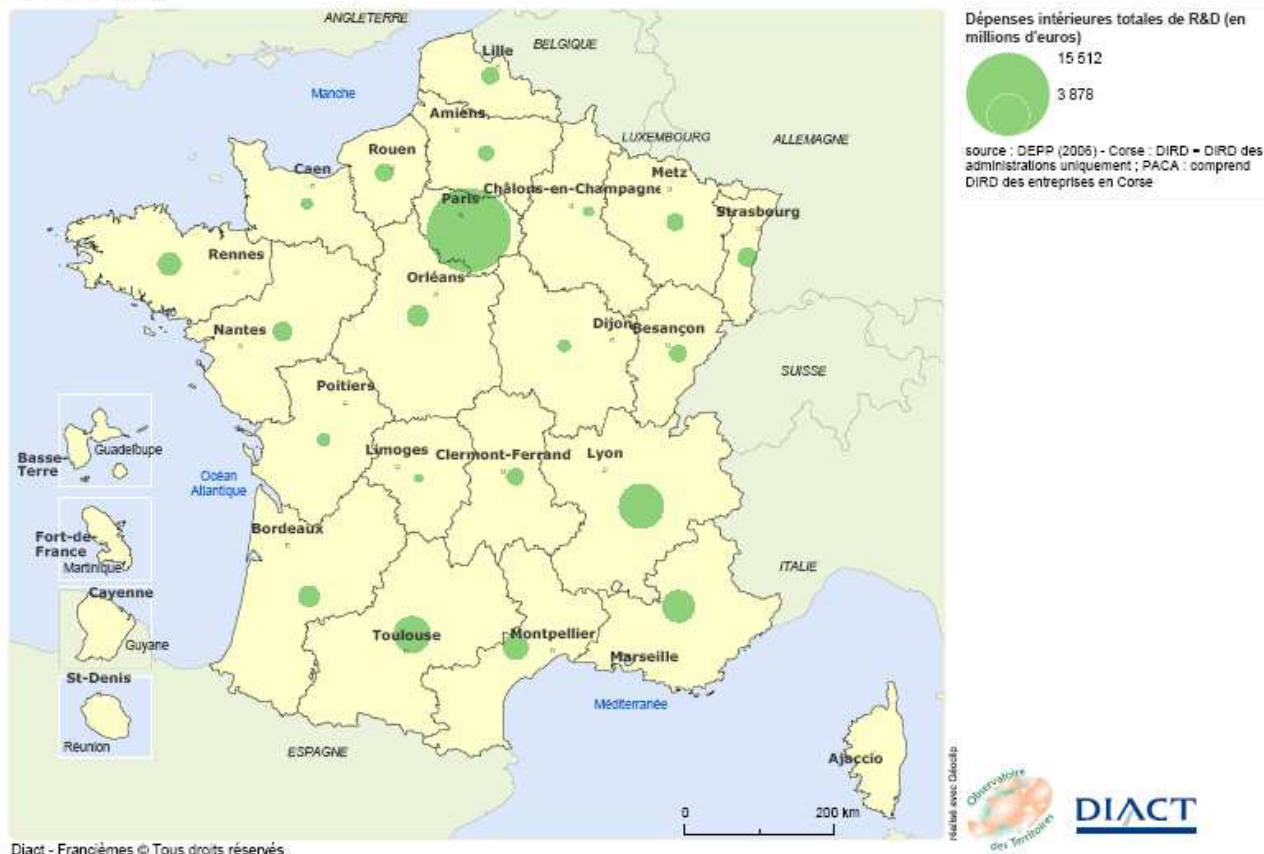 ANGLETERRE
BELGIQUE
Lille
Manche
Amiens
LUXEMBOURG
ALLEMAGNE
Rouen
Caen
Metz
Châlons-en-Champagne
Paris
Strasbourg
Rennes
Orléans
Nantes
Dijon
Besançon
SUISSE
Poitiers
Limoges
Clermont-Ferrand
Lyon
Guadeloupe
Basse-
Terre
Océan
Atlantique
Bordeaux
Fort-de-
France
Martinique
ITALIE
Cayenne
Guyane
Toulouse
Montpellier
Marseille
St-Denis
Réunion
Méditerranée
ESPAGNE
Ajaccio
0 200 km
Diact - Francièmes © Tous droits réservés
Dépenses intérieures totales de R&D (en
millions d'euros)
15 512
3 878
source : DEPP (2006) - Corse : DIRD = DIRD des
administrations uniquement ; PACA : comprend
DIRD des entreprises en Corse
réalisé avec Géoclip
Observatoire
des Territoires
DIACT